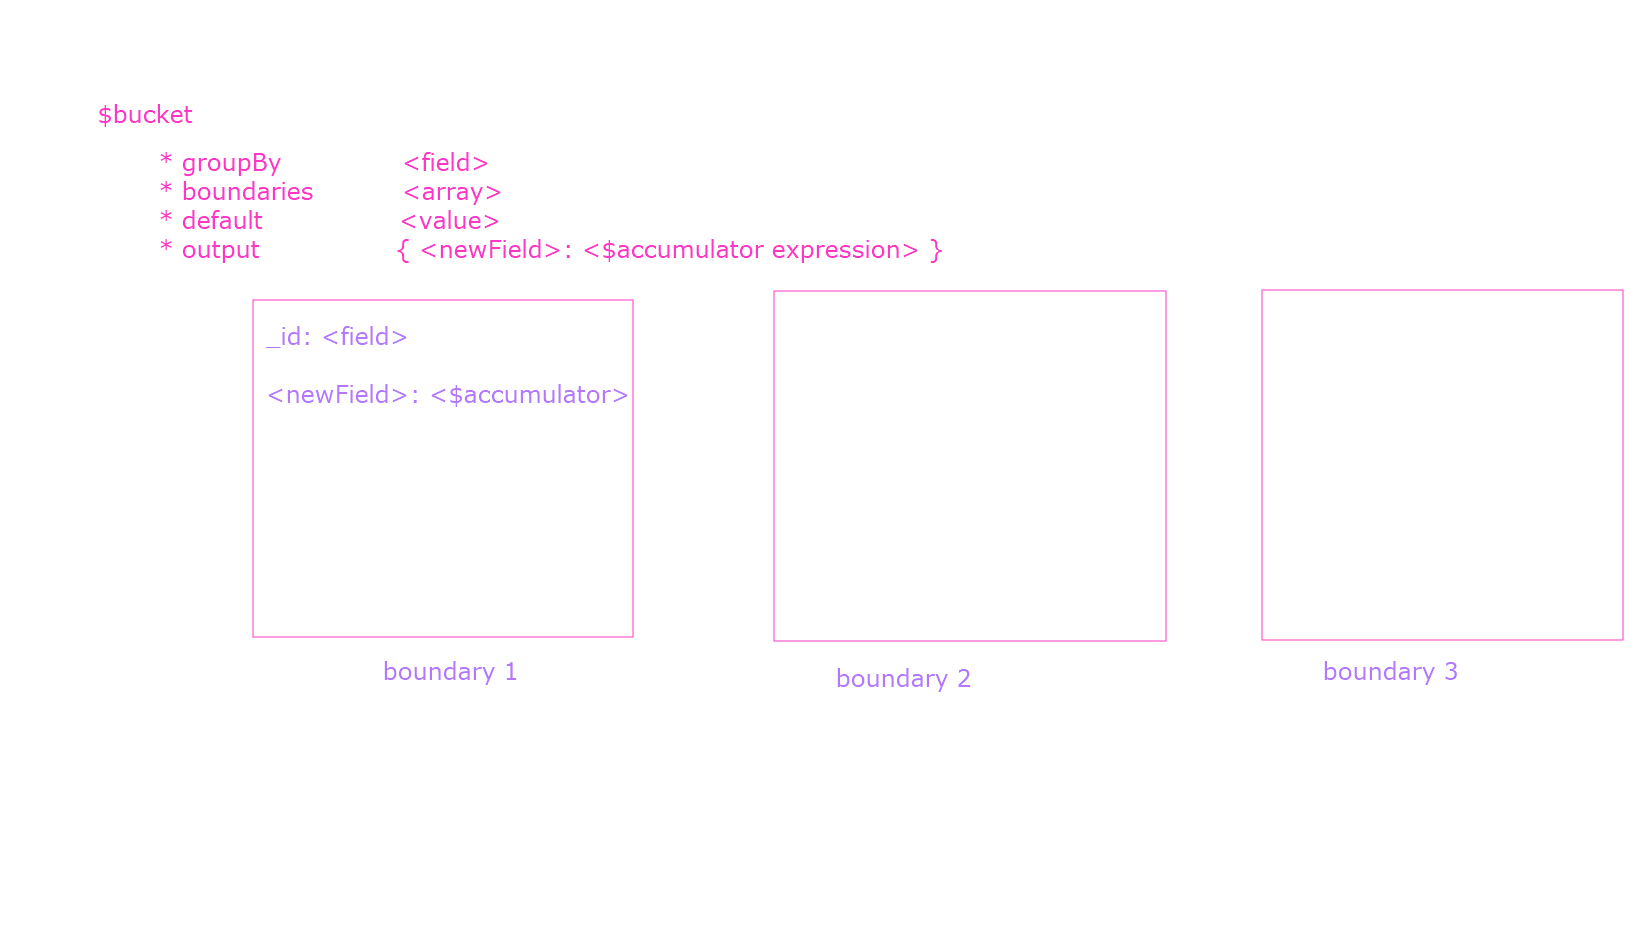 $bucket
* groupBy <field>
* boundaries <array>
* default <value>
* output { <newField>: <$accumulator expression> }
_id: <field>
<newField>: <$accumulator>
boundary 1
boundary 2
boundary 3